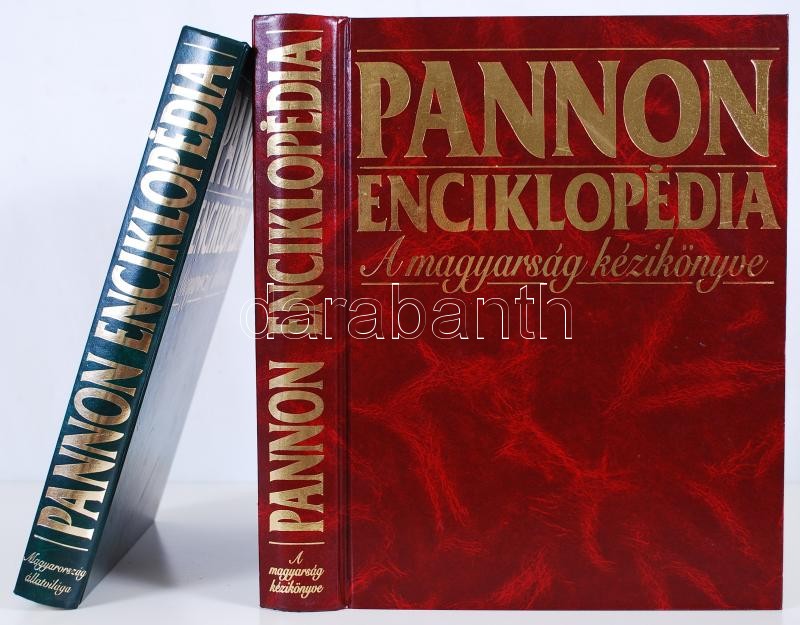 PANNON ENCIKLOPÉDIA
Magyarország
állatvilága
PANNON ENCIKLOPÉDIA
A
magyarság
kézikönyve
PANNON
ENCIKLOPÉDIA
A magyarság kézikönyve
darabanth